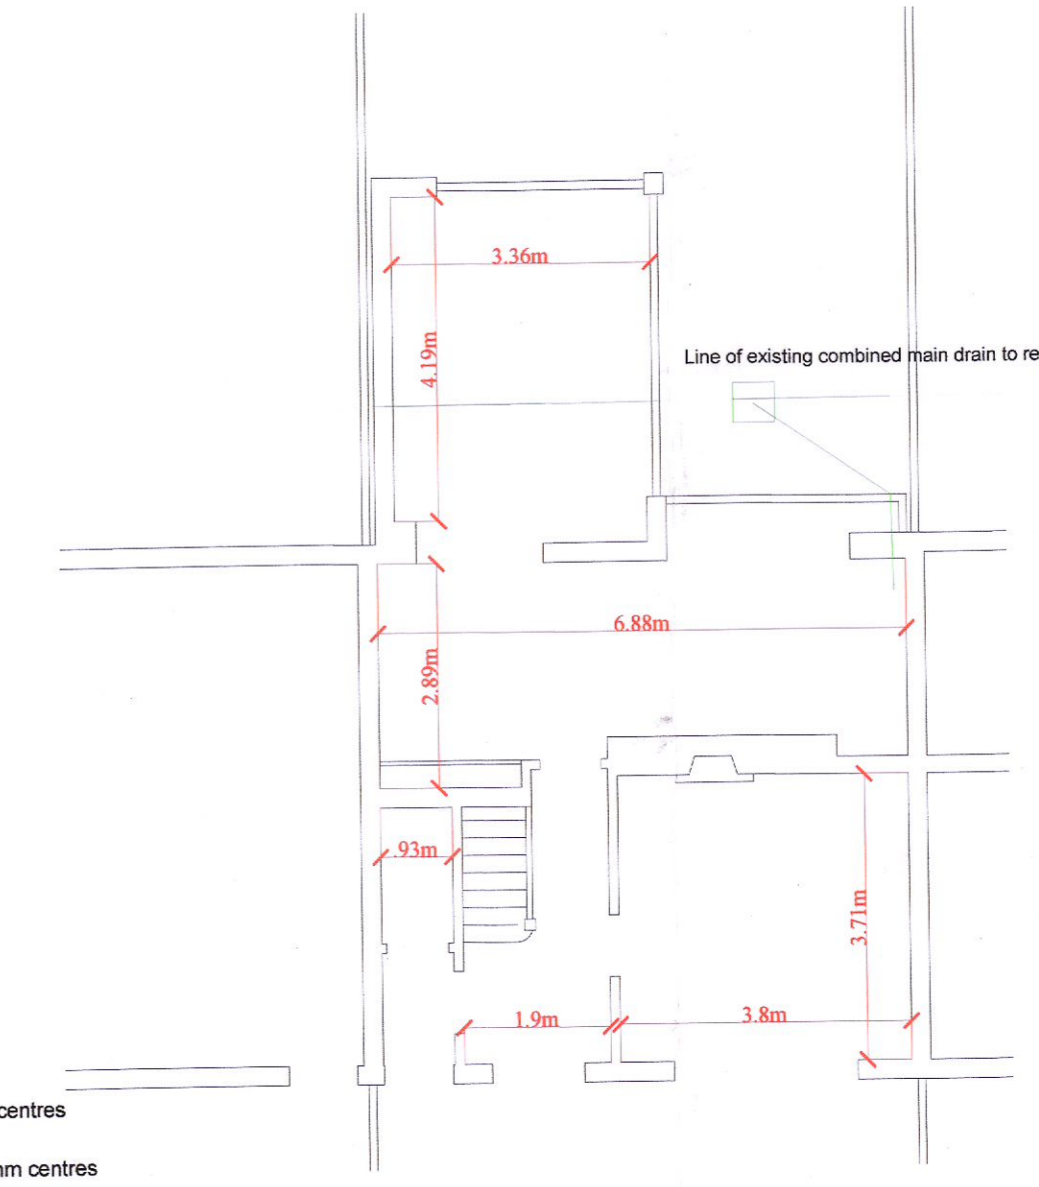 3.36m
4.19m
Line of existing combined main drain to re
6.88m
2.89m
.93m
3.71m
1.9m
3.8m
centres
nm centres